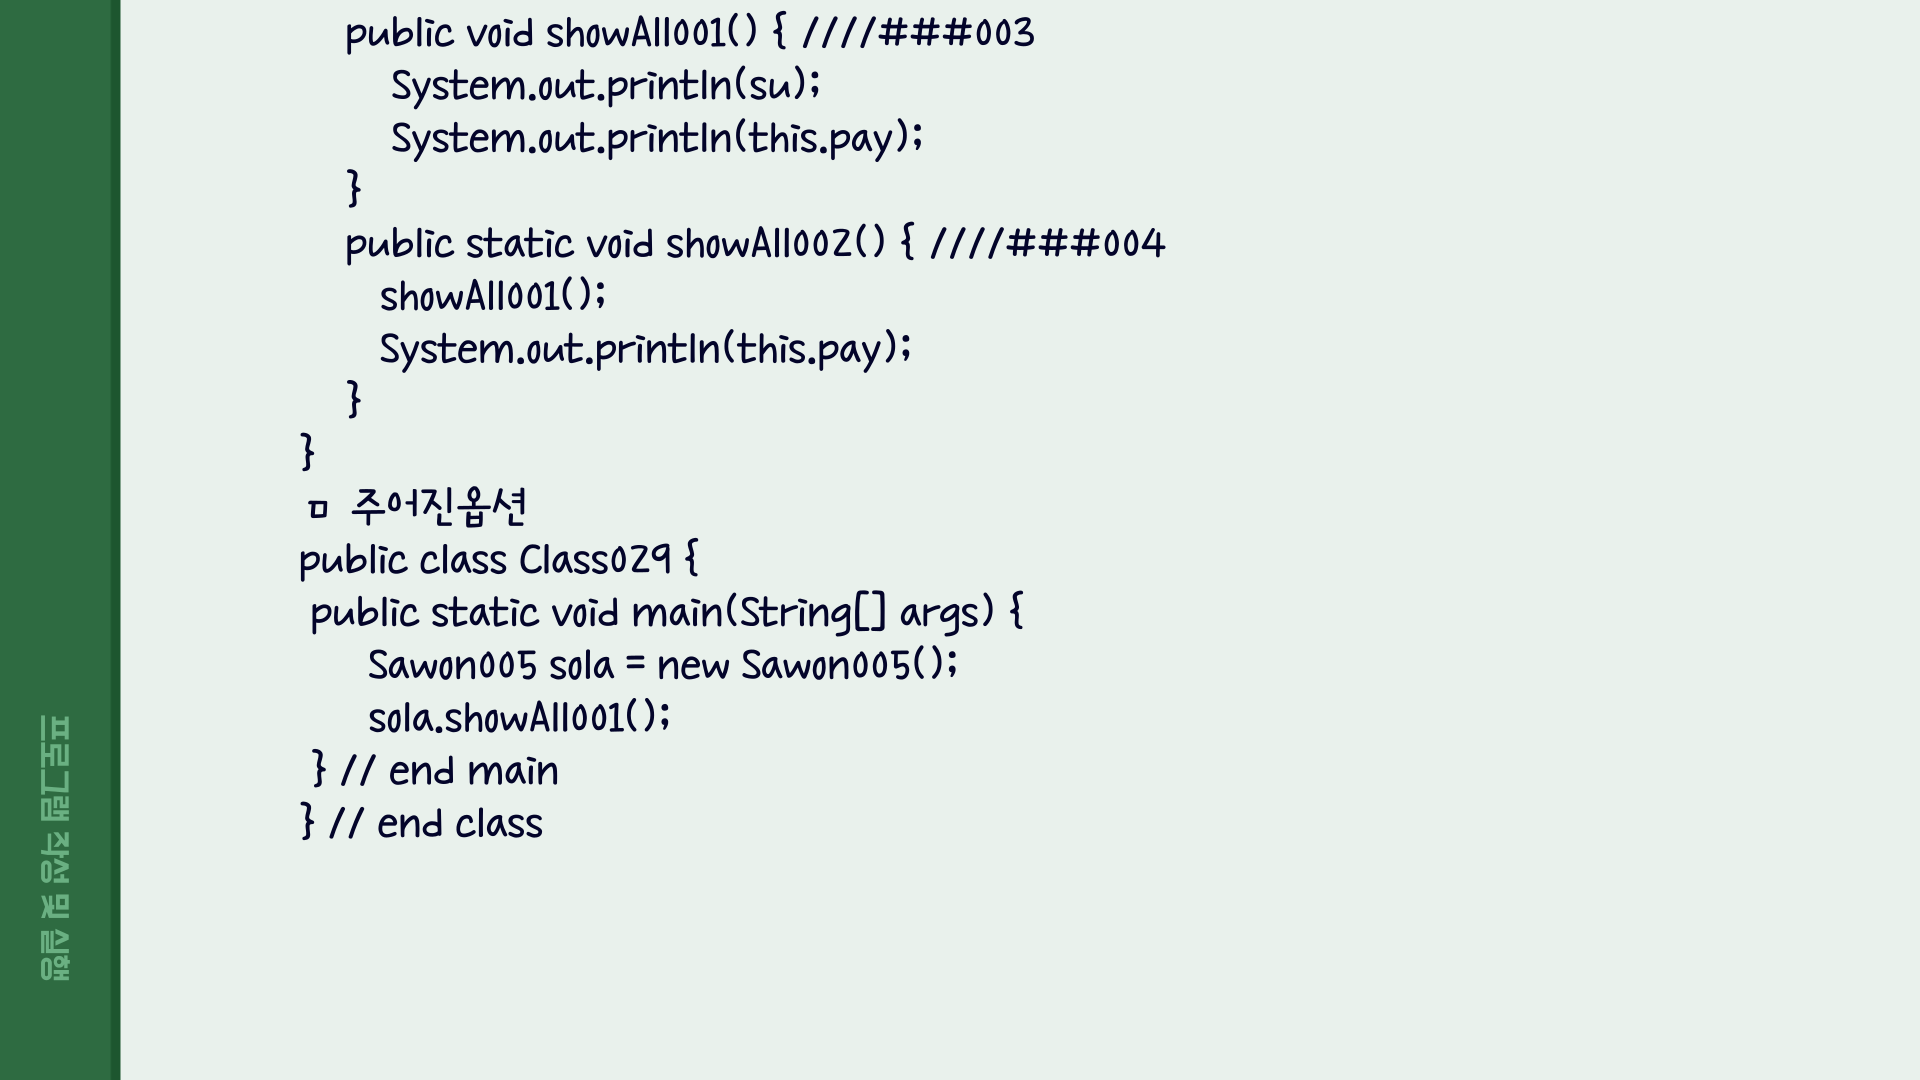 public void showAll001() { ////###003
System.out.println(su);
System.out.println(this.pay);
}
public static void showAll002() { ////###004
showAll001();
System.out.println(this.pay);
}
}
ㅁ 주어진옵션
public class Class029 {
public static void main(String[] args) {
Sawon005 sola = new Sawon005();
sola.showAll001();
} // end main
} // end class
프로그램 작성 및 실행